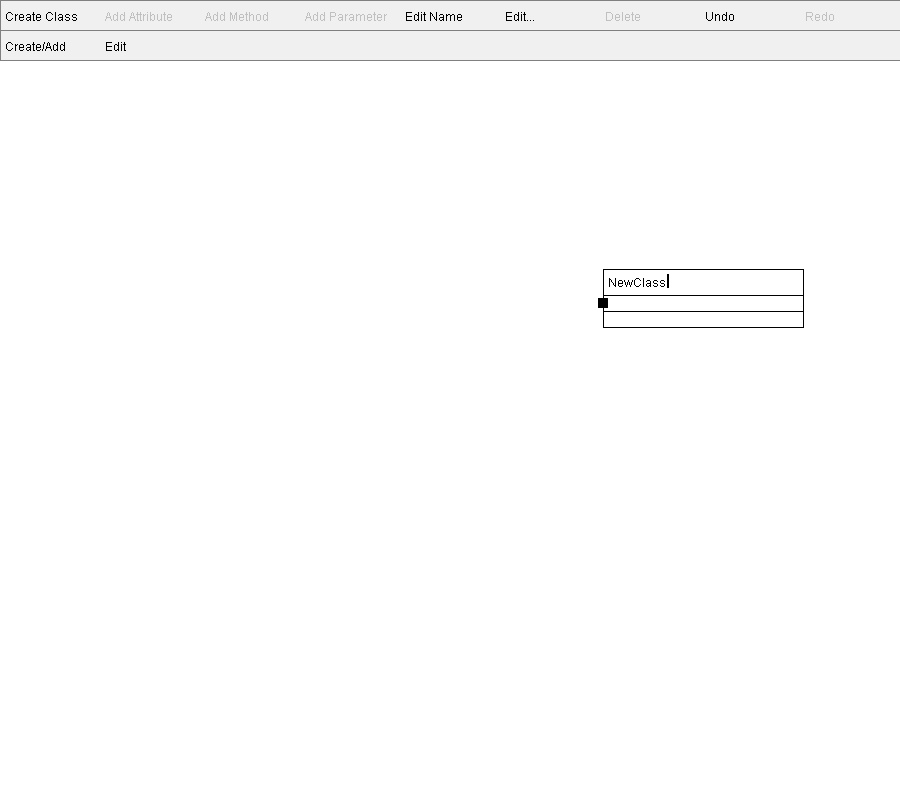 Create Class Add Attribute Add Method Add Parameter Edit Name Edit... Delete Undo Redo
Create/Add Edit
NewClass